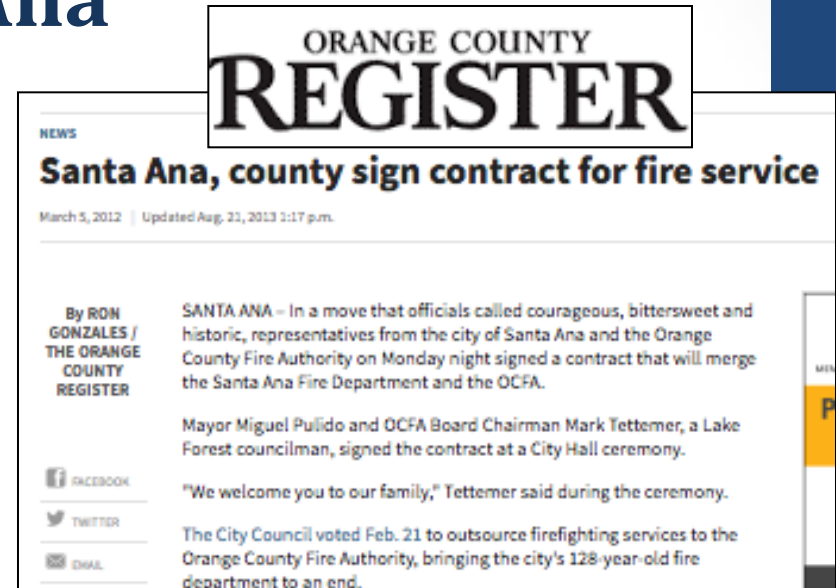 Ana
ORANGE COUNTY
REGISTER
NEWS
Santa Ana, county sign contract for fire service
March 5, 2012 | Updated Aug. 21, 2013 1:17 p.m.
By RON
GONZALES /
THE ORANGE
COUNTY
REGISTER
SANTA ANA – In a move that officials called courageous, bittersweet and
historic, representatives from the city of Santa Ana and the Orange
County Fire Authority on Monday night signed a contract that will merge
the Santa Ana Fire Department and the OCFA.
Mayor Miguel Pulido and OCFA Board Chairman Mark Tettemer, a Lake
Forest councilman, signed the contract at a City Hall ceremony.
"We welcome you to our family," Tettemer said during the ceremony.
The City Council voted Feb. 21 to outsource firefighting services to the
Orange County Fire Authority, bringing the city's 128-year-old fire
department to an end.
FACEBOOK
TWITTER
EMAIL
P